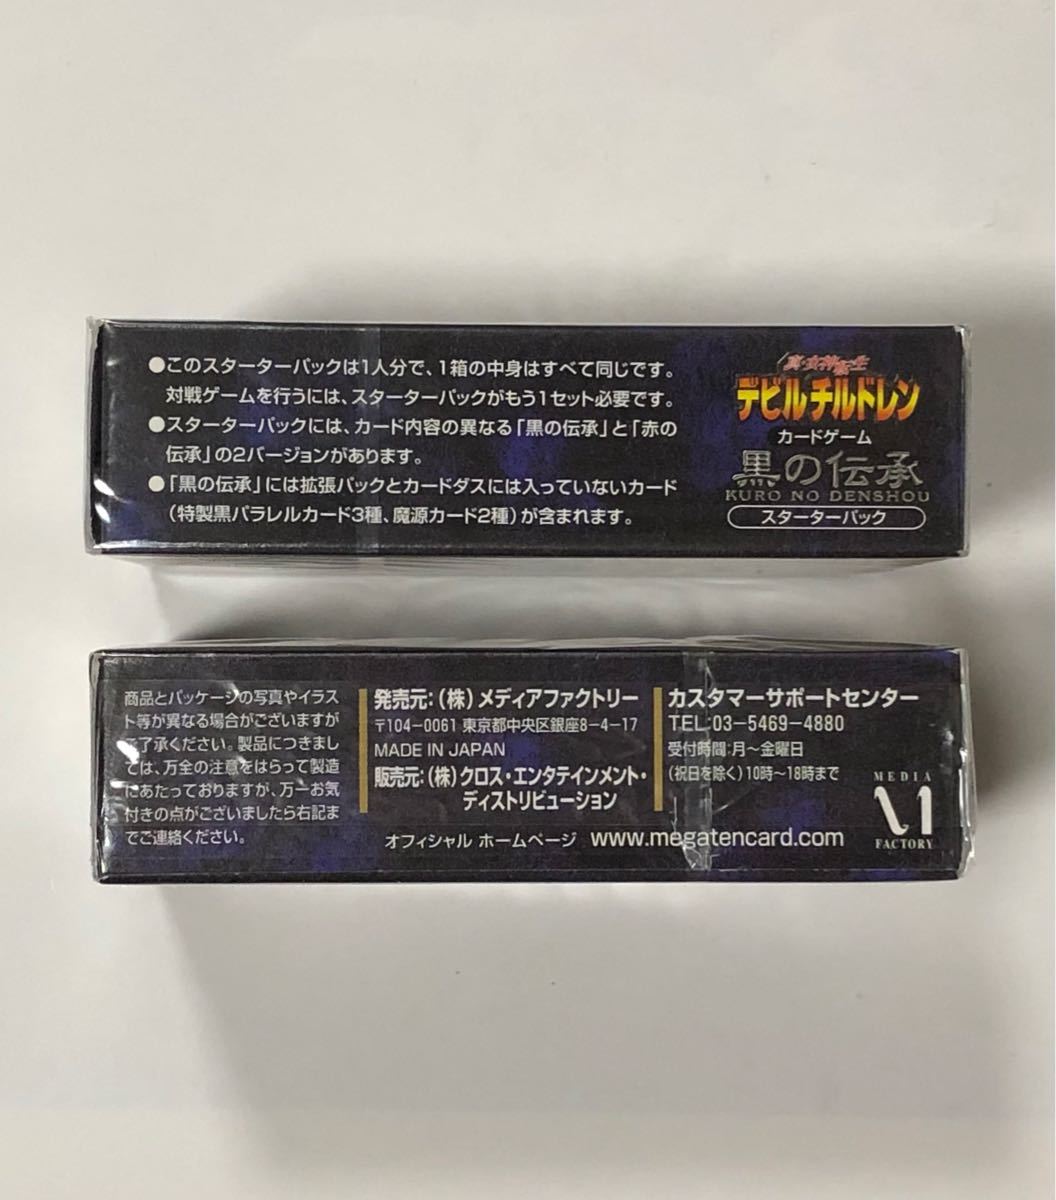 ●このスターターパックは1人分で、1箱の中身はすべて同じです。
対戦ゲームを行うには、スターターパックがもう1セット必要です。
●スターターパックには、カード内容の異なる「黒の伝承」と「赤の
伝承」の2バージョンがあります。
●「黒の伝承」には拡張パックとカードダスには入っていないカード
(特製黒パラレルカード3種、魔源カード2種)が含まれます。
真・女神転生
デビルチルドレン
カードゲーム
黒の伝承
KURO NO DENSHOU
スターターパック
商品とパッケージの写真やイラス
ト等が異なる場合がございますが
ご了承ください。製品につきまし
ては、万全の注意をはらって製造
にあたっておりますが、万一お気
付きの点がございましたら右記ま
でご連絡ください。
発売元:(株)メディアファクトリー
〒104-0061 東京都中央区銀座8-4-17
MADE IN JAPAN
販売元:(株)クロス・エンタテインメント・
ディストリビューション
カスタマーサポートセンター
TEL:03-5469-4880
受付時間:月〜金曜日
(祝日を除く)10時〜18時まで
オフィシャル ホームページ www.megatencard.com
MEDIA
FACTORY